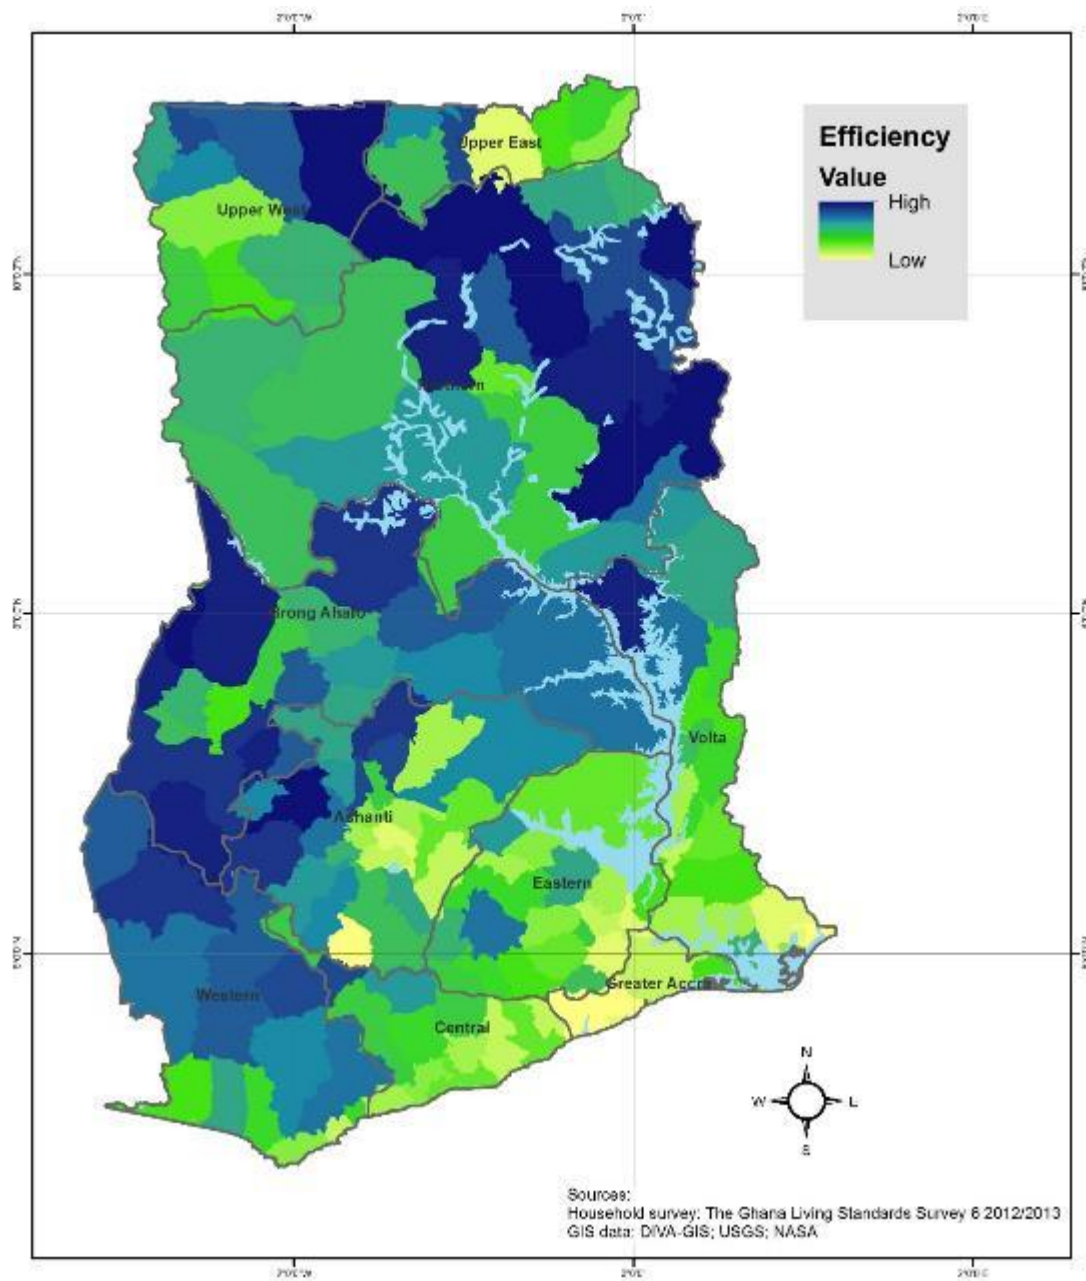 Efficiency
Value
High
Low
Upper East
Upper West
Brong Ahafo
Volta
Ashanti
Eastern
Greater Accra
Western
Central
N
W
S
Sources:
Household survey: The Ghana Living Standards Survey 6 2012/2013
GIS data: DIVA-GIS; USGS; NASA